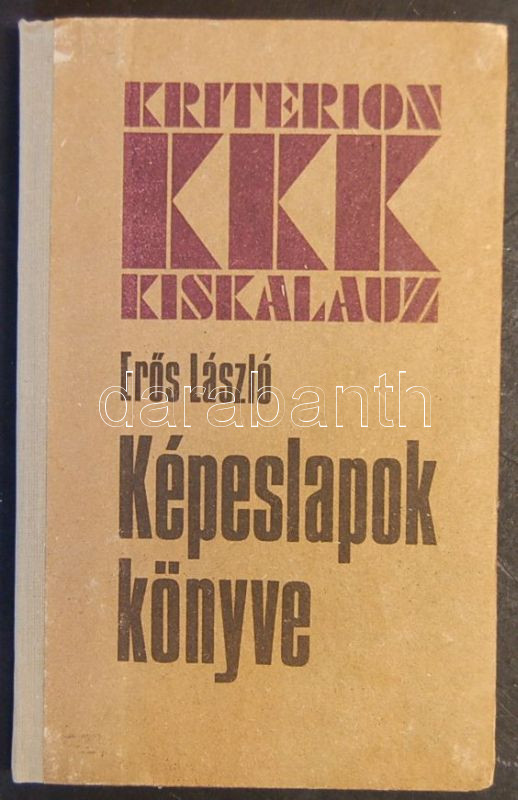 KRITERION
KKK
KISKALAUZ
Erős László
darabanth
Képeslapok
könyve